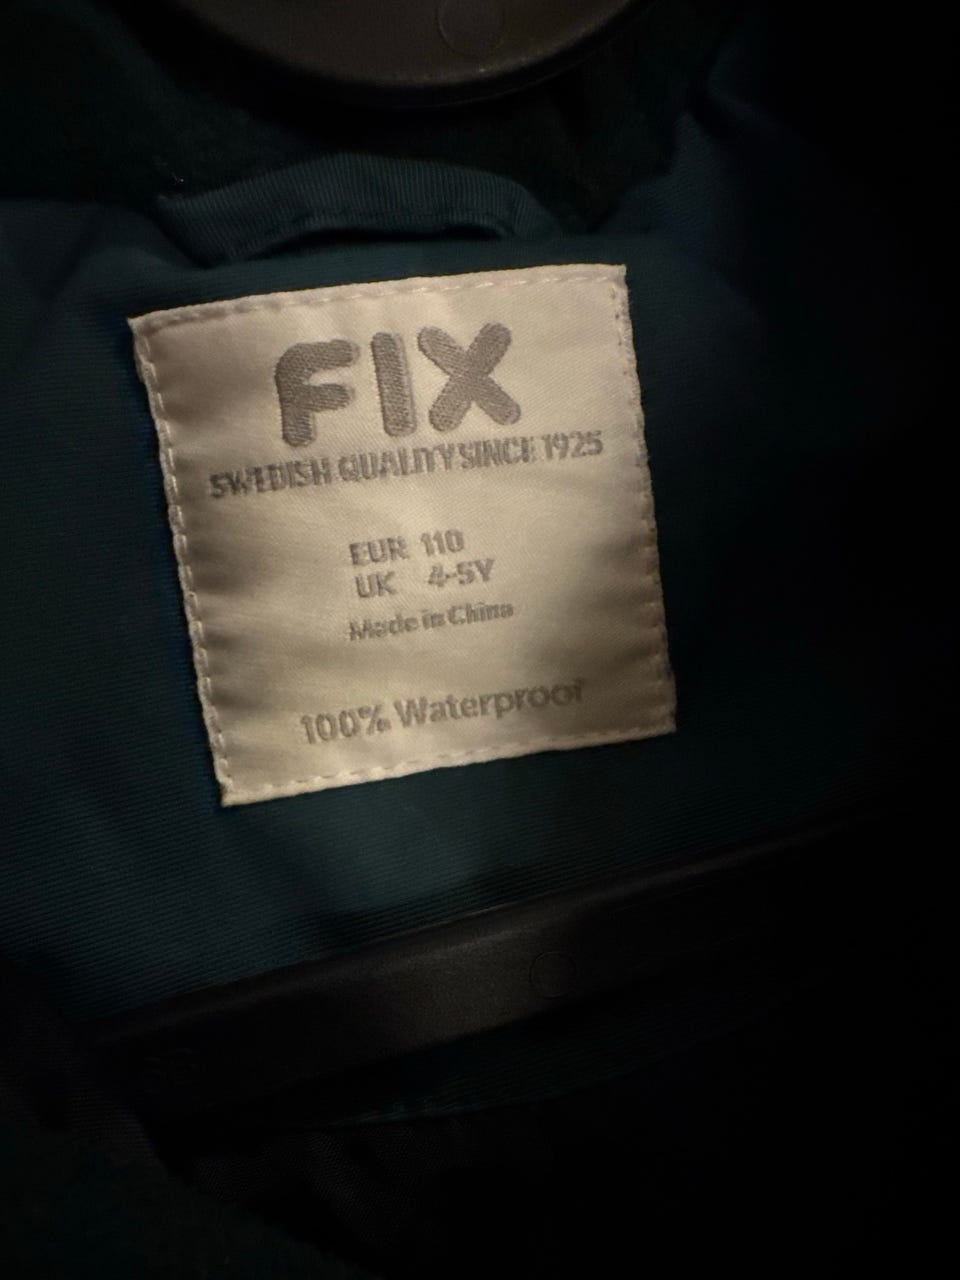 FIX
SWEDISH QUALITY SINCE 1925
EUR 110
UK 4-5Y
Made in China
100% Waterproof